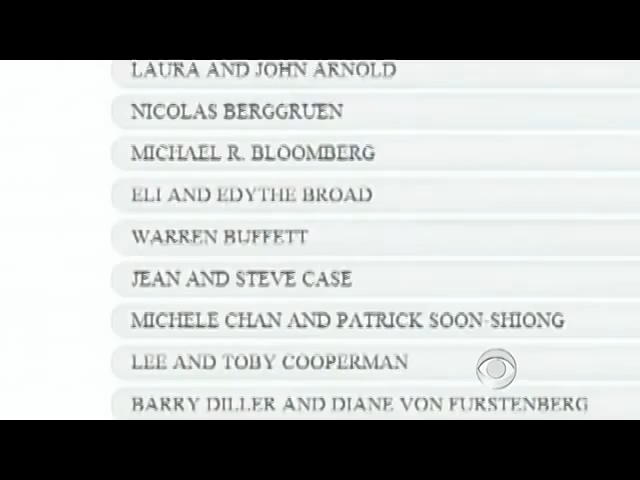 LAURA AND JOHN ARNOLD
NICOLAS BERGGRUEN
MICHAEL R. BLOOMBERG
ELI AND EDYTHE BROAD
WARREN BUFFETT
JEAN AND STEVE CASE
MICHELE CHAN AND PATRICK SOON-SHIONG
LEE AND TOBY COOPERMAN
BARRY DILLER AND DIANE VON FURSTENBERG